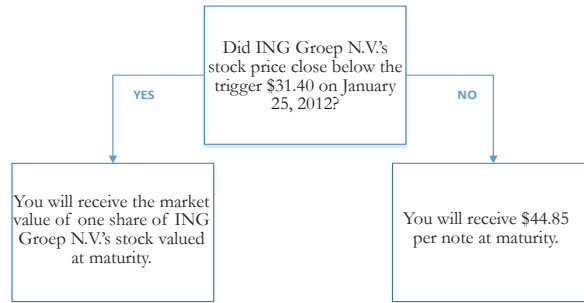 Did ING Groep N.V.'s
stock price close below the
trigger $31.40 on January
25, 2012?
YES
NO
You will receive the market
value of one share of ING
Groep N.V.'s stock valued
at maturity.
You will receive $44.85
per note at maturity.